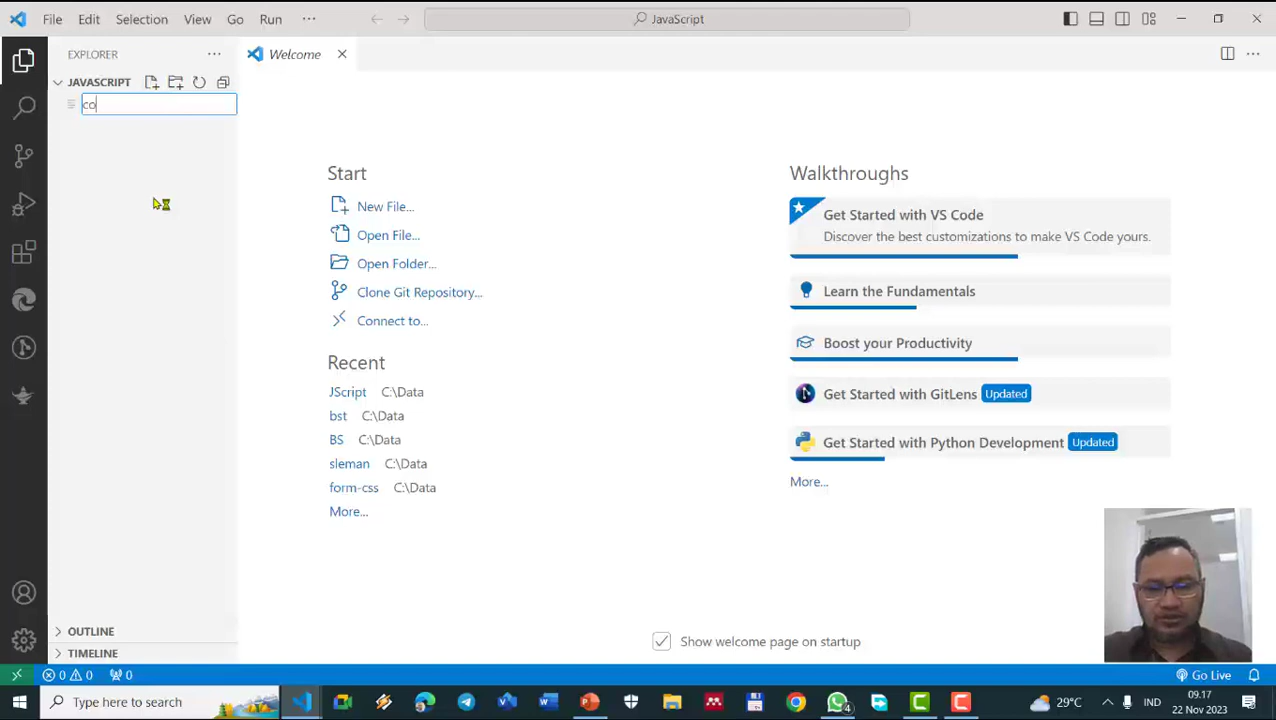 File Edit Selection View Go Run ··· JavaScript
EXPLORER ··· Welcome
JAVASCRIPT
co
Start
New File...
Open File...
Open Folder...
Clone Git Repository...
Connect to...
Recent
JScript C:\Data
bst C:\Data
BS C:\Data
sleman C:\Data
form-css C:\Data
More...
Walkthroughs
Get Started with VS Code
Discover the best customizations to make VS Code yours.
Learn the Fundamentals
Boost your Productivity
Get Started with GitLens Updated
Get Started with Python Development Updated
More...
Show welcome page on startup
OUTLINE
TIMELINE
0 0 0 Go Live
Type here to search 4 29°C IND 09.17
22 Nov 2023